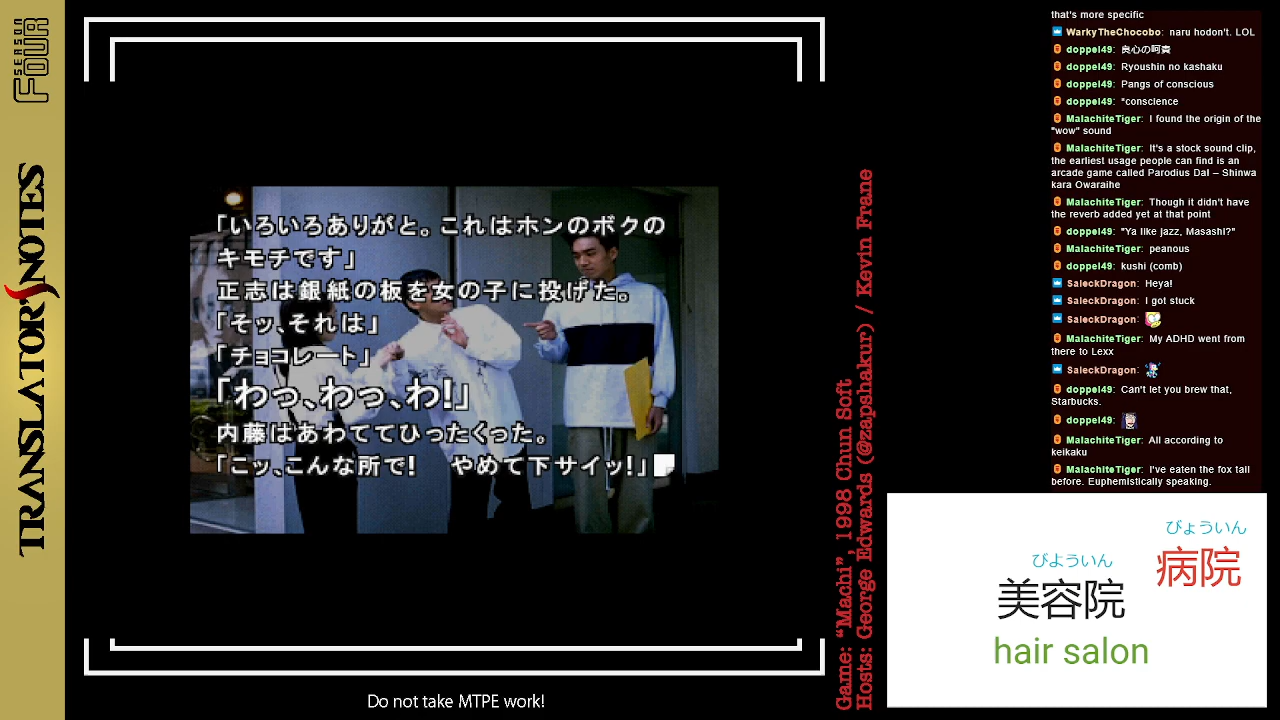 SEASON
FOUR
TRANSLATOR'S NOTES
「いろいろありがと。これはホンのボクの
キモチです」
正志は銀紙の板を女の子に投げた。
「そッ、それは」
「チョコレート」
「わっ、わっ、わ!」
内藤はあわててひったくった。
「こッ、こんな所で!　やめて下サイッ!」
Do not take MTPE work!
Game: "Machi", 1998 Chun Soft
Hosts: George Edwards (@zapshakur) / Kevin Frane
that's more specific
WarkyTheChocobo: naru hodon't. LOL
doppel49: 良心の呵責
doppel49: Ryoushin no kashaku
doppel49: Pangs of conscious
doppel49: *conscience
MalachiteTiger: I found the origin of the
"wow" sound
MalachiteTiger: It's a stock sound clip,
the earliest usage people can find is an
arcade game called Parodius Da! – Shinwa
kara Owaraihe
MalachiteTiger: Though it didn't have
the reverb added yet at that point
doppel49: "Ya like jazz, Masashi?"
MalachiteTiger: peanous
doppel49: kushi (comb)
SaleckDragon: Heya!
SaleckDragon: I got stuck
SaleckDragon:
MalachiteTiger: My ADHD went from
there to Lexx
SaleckDragon:
doppel49: Can't let you brew that,
Starbucks.
doppel49:
MalachiteTiger: All according to
keikaku
MalachiteTiger: I've eaten the fox tail
before. Euphemistically speaking.
びょういん
病院
びよういん
美容院
hair salon